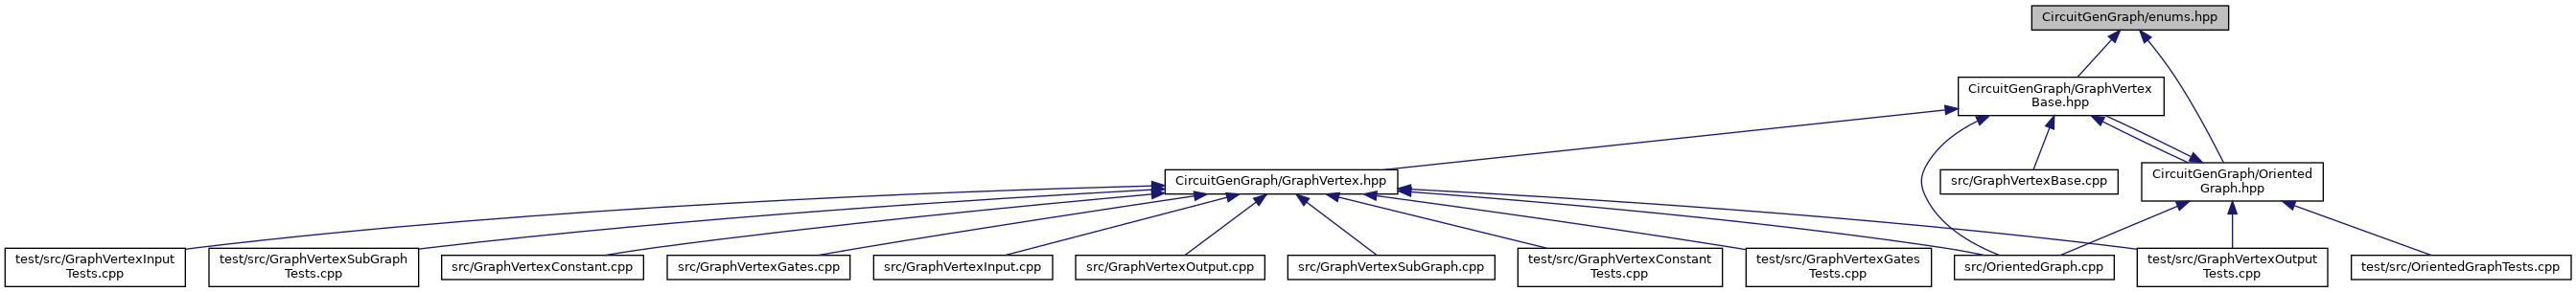 CircuitGenGraph/enums.hpp
CircuitGenGraph/GraphVertex
Base.hpp
CircuitGenGraph/GraphVertex.hpp
src/GraphVertexBase.cpp
CircuitGenGraph/Oriented
Graph.hpp
test/src/GraphVertexInput
Tests.cpp
test/src/GraphVertexSubGraph
Tests.cpp
src/GraphVertexConstant.cpp
src/GraphVertexGates.cpp
src/GraphVertexInput.cpp
src/GraphVertexOutput.cpp
src/GraphVertexSubGraph.cpp
test/src/GraphVertexConstant
Tests.cpp
test/src/GraphVertexGates
Tests.cpp
src/OrientedGraph.cpp
test/src/GraphVertexOutput
Tests.cpp
test/src/OrientedGraphTests.cpp